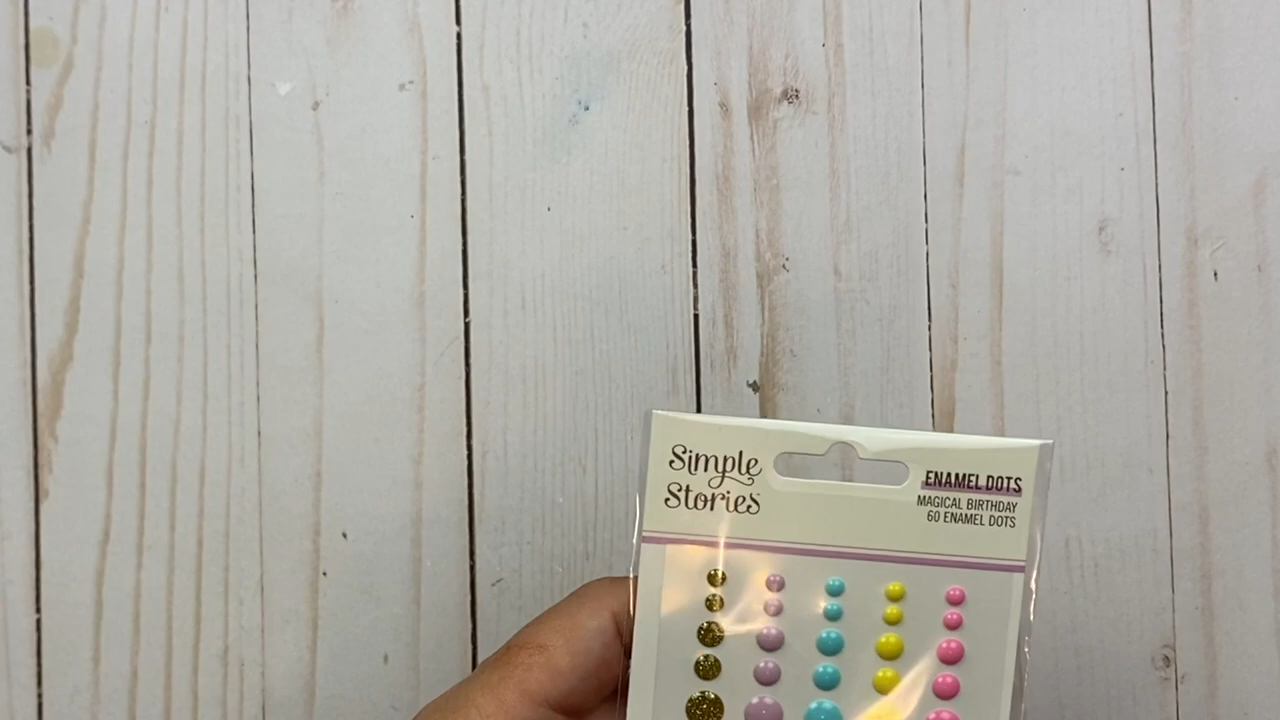 Simple
Stories
ENAMEL DOTS
MAGICAL BIRTHDAY
60 ENAMEL DOTS